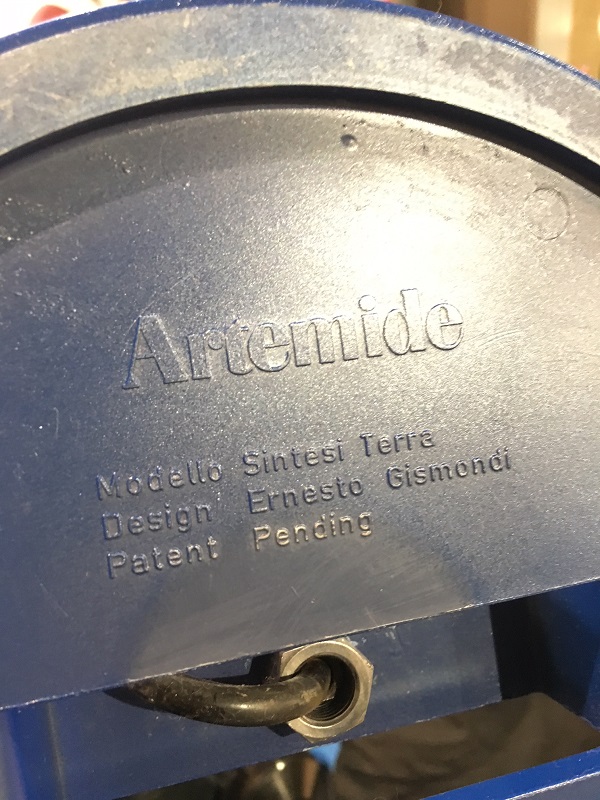 Artemide
Modello Sintesi Terra
Design Ernesto Gismondi
Patent Pending